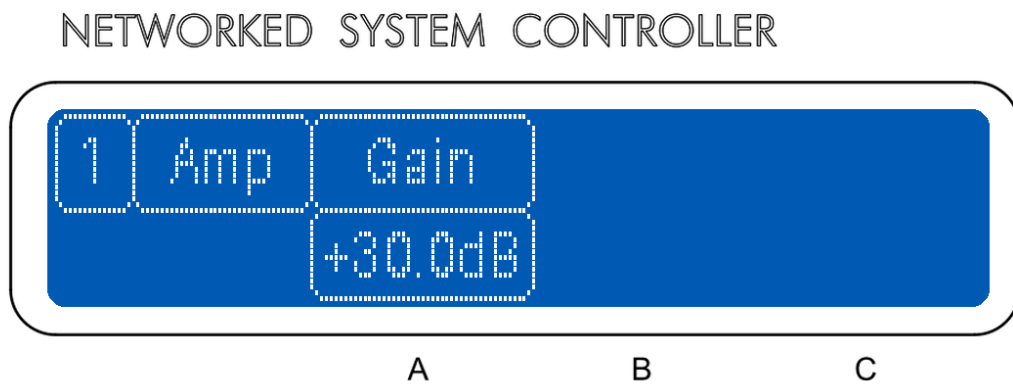 NETWORKED SYSTEM CONTROLLER
1 Amp Gain
+30.0dB
A B C